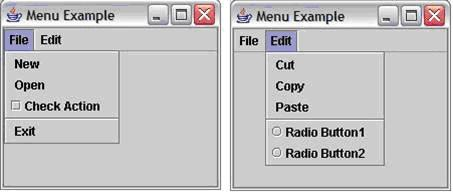 Menu Example
File Edit
New
Open
Check Action
Exit
Menu Example
File Edit
Cut
Copy
Paste
Radio Button1
Radio Button2